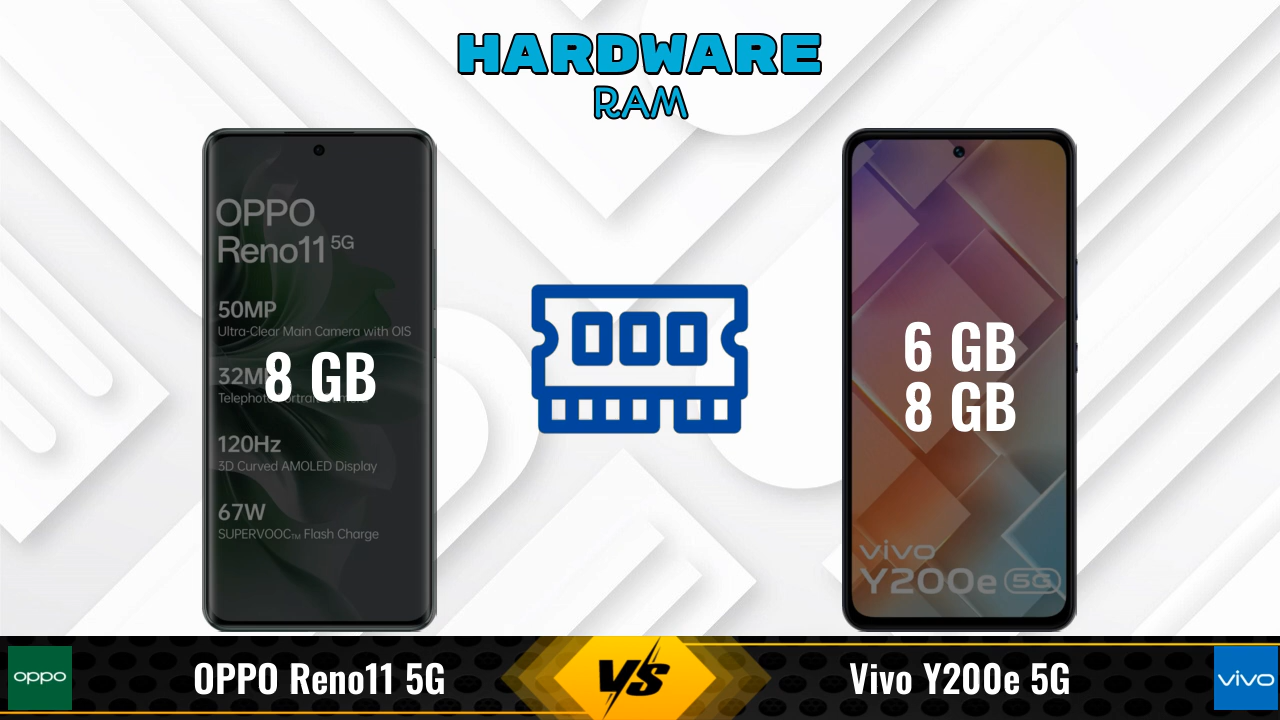 HARDWARE
RAM
OPPO
Reno11 5G
50MP
Ultra-Clear Main Camera with OIS
32MP
8 GB
120Hz
3D Curved AMOLED Display
67W
SUPERVOOC™ Flash Charge
6 GB
8 GB
vivo
Y200e 5G
oppo
OPPO Reno11 5G
VS
Vivo Y200e 5G
vivo